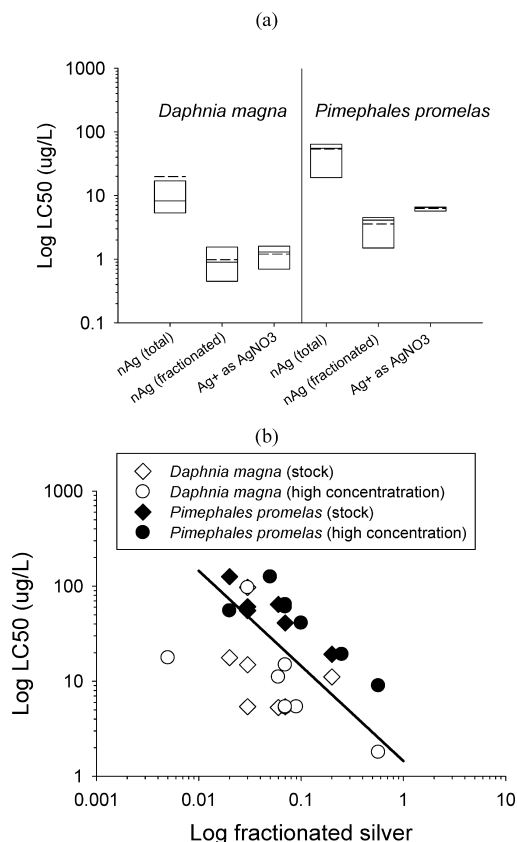 (a)
1000
100
10
1
0.1
Log LC50 (ug/L)
Daphnia magna
Pimephales promelas
nAg (total)
nAg (fractionated)
Ag+ as AgNO3
nAg (total)
nAg (fractionated)
Ag+ as AgNO3
(b)
Daphnia magna (stock)
Daphnia magna (high concentratration)
Pimephales promelas (stock)
Pimephales promelas (high concentration)
1000
100
10
1
Log LC50 (ug/L)
0.001
0.01
0.1
1
10
Log fractionated silver